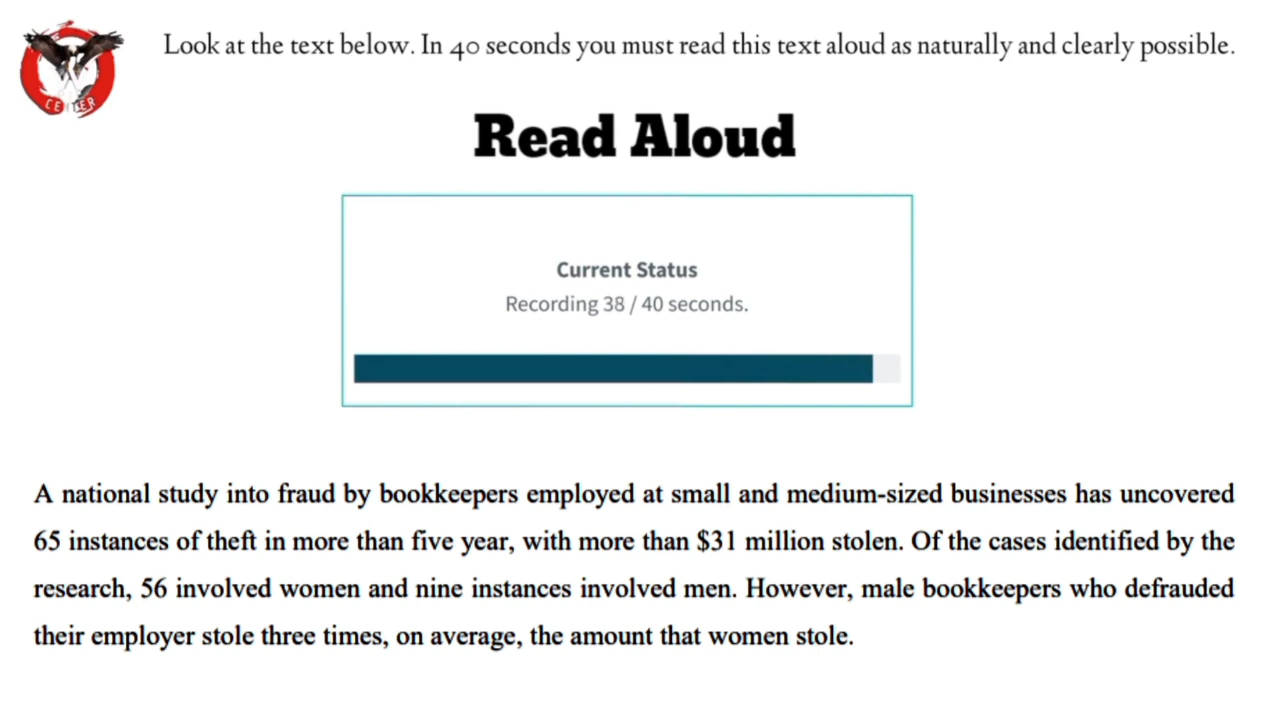 CENTER
Look at the text below. In 40 seconds you must read this text aloud as naturally and clearly possible.
Read Aloud
Current Status
Recording 38 / 40 seconds.
A national study into fraud by bookkeepers employed at small and medium-sized businesses has uncovered
65 instances of theft in more than five year, with more than $31 million stolen. Of the cases identified by the
research, 56 involved women and nine instances involved men. However, male bookkeepers who defrauded
their employer stole three times, on average, the amount that women stole.